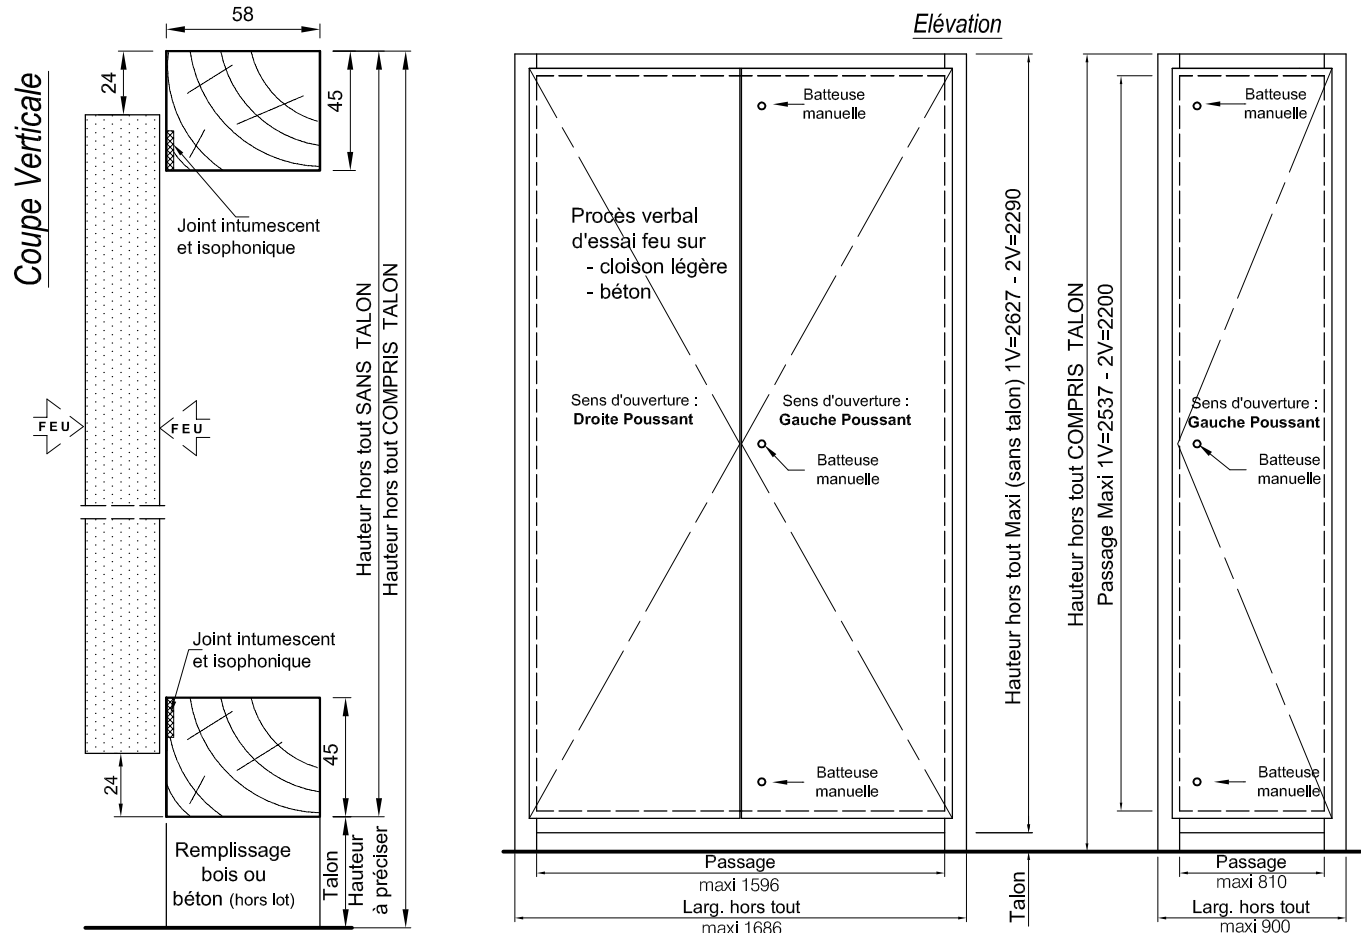 Coupe Verticale
58
24
45
Joint intumescent
et isophonique
FEU
FEU
Hauteur hors tout SANS TALON
Hauteur hors tout COMPRIS TALON
Joint intumescent
et isophonique
24
45
Remplissage
bois ou
béton (hors lot)
Talon
Hauteur
à préciser
Elévation
Batteuse
manuelle
Procès verbal
d'essai feu sur
- cloison légère
- béton
Sens d'ouverture :
Droite Poussant
Sens d'ouverture :
Gauche Poussant
Batteuse
manuelle
Batteuse
manuelle
Passage
maxi 1596
Larg. hors tout
maxi 1686
Hauteur hors tout Maxi (sans talon) 1V=2627 - 2V=2290
Talon
Hauteur hors tout COMPRIS TALON
Passage Maxi 1V=2537 - 2V=2200
Batteuse
manuelle
Sens d'ouverture :
Gauche Poussant
Batteuse
manuelle
Batteuse
manuelle
Passage
maxi 810
Larg. hors tout
maxi 900